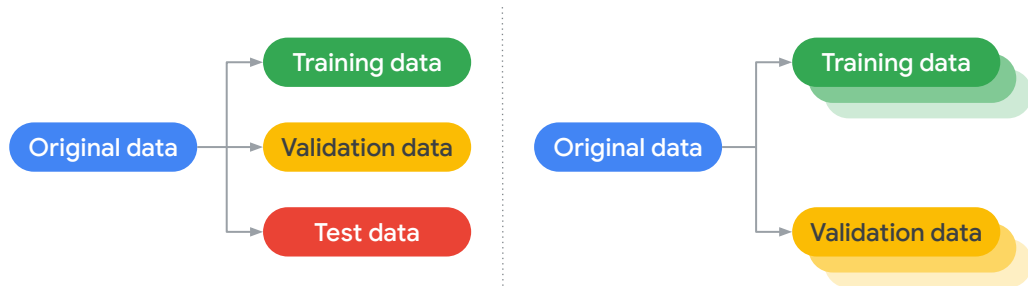 Original data
Training data
Validation data
Test data
Original data
Training data
Validation data